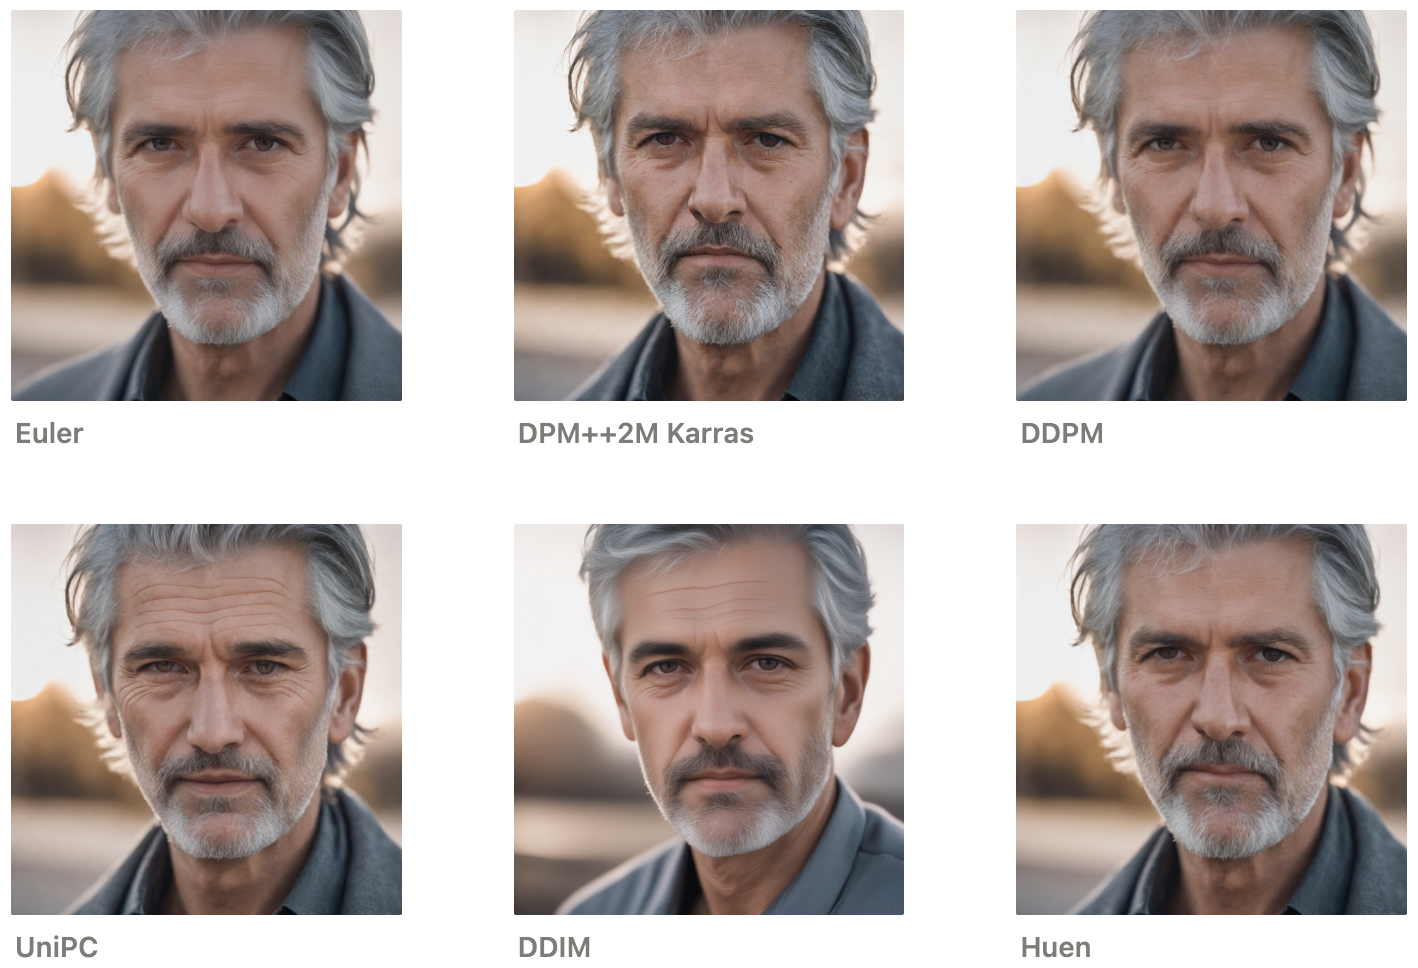 Euler
DPM++2M Karras
DDPM
UniPC
DDIM
Huen